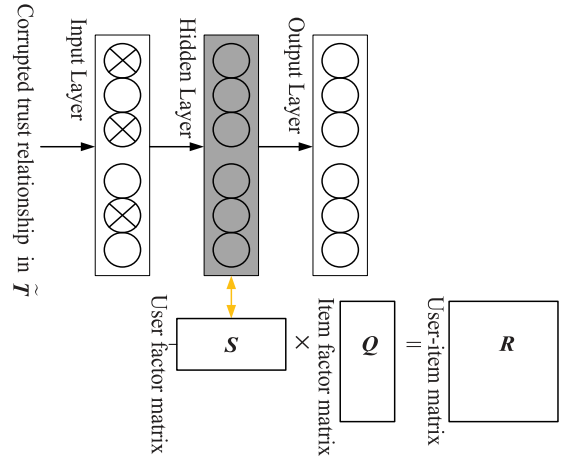 Corrupted trust relationship in T̃
Input Layer
Hidden Layer
Output Layer
User factor matrix
S
×
Item factor matrix
Q
=
User-item matrix
R